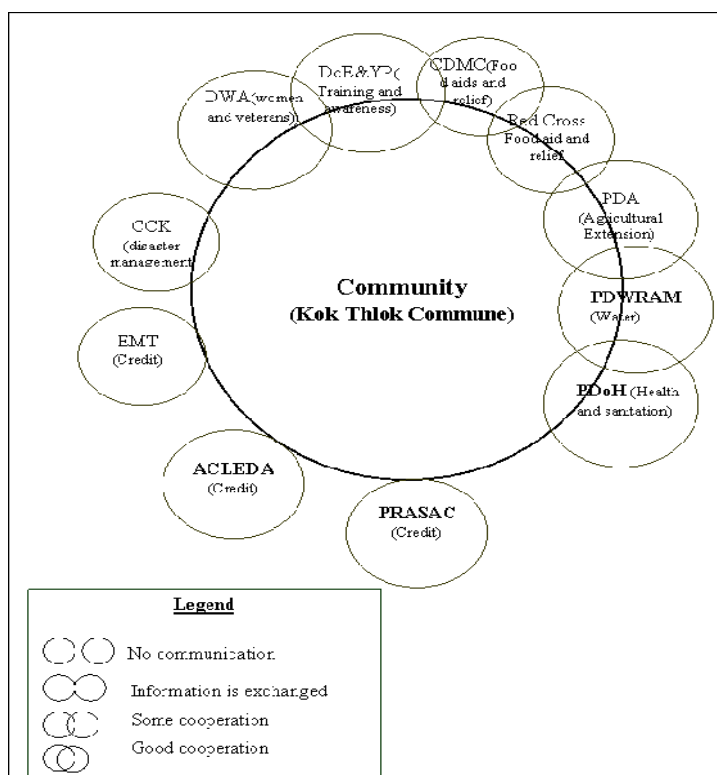 DoE&YP(
Training and
awareness)
CDMC(Foo
d aids and
relief)
DWA(women
and veterans)
Red Cross
Food aid and
relief
PDA
(Agricultural
Extension)
CCK
(disaster
management
Community
(Kok Thlok Commune)
PDWRAM
(Water)
EMT
(Credit)
PDoH (Health
and sanitation)
ACLEDA
(Credit)
PRASAC
(Credit)
Legend
No communication
Information is exchanged
Some cooperation
Good cooperation